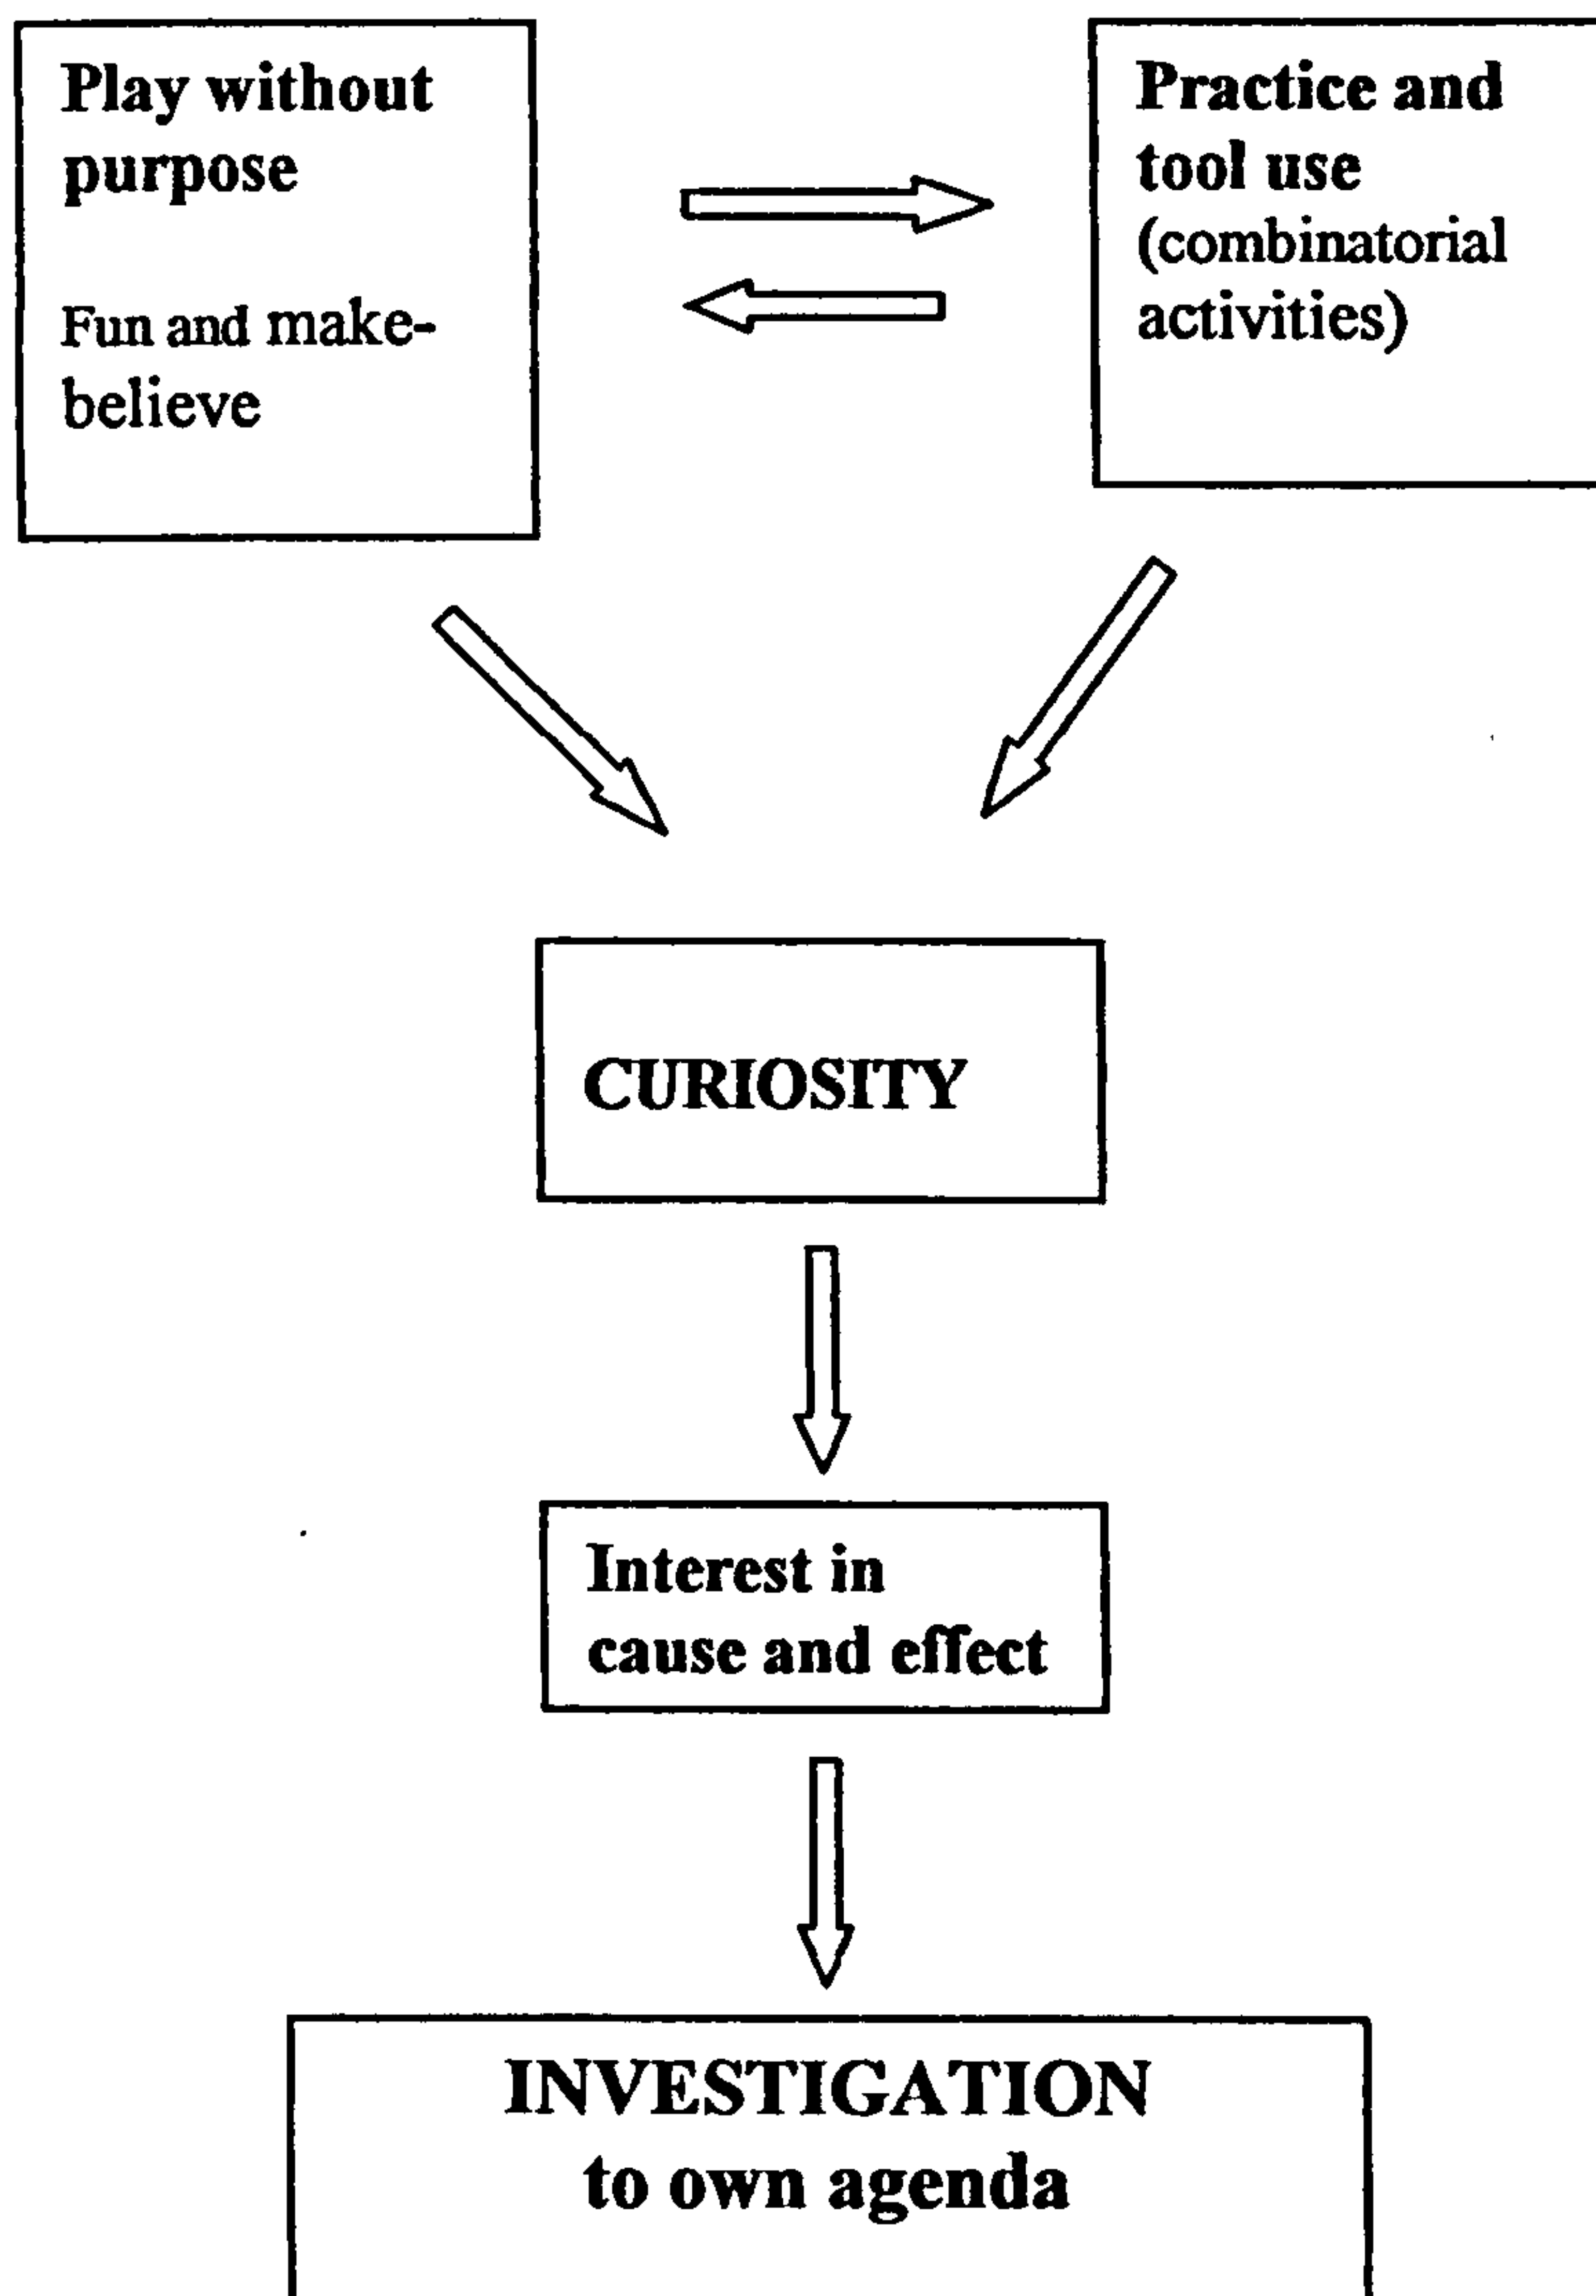 Play without
purpose
Fun and make-
believe
Practice and
tool use
(combinatorial
activities)
CURIOSITY
Interest in
cause and effect
INVESTIGATION
to own agenda